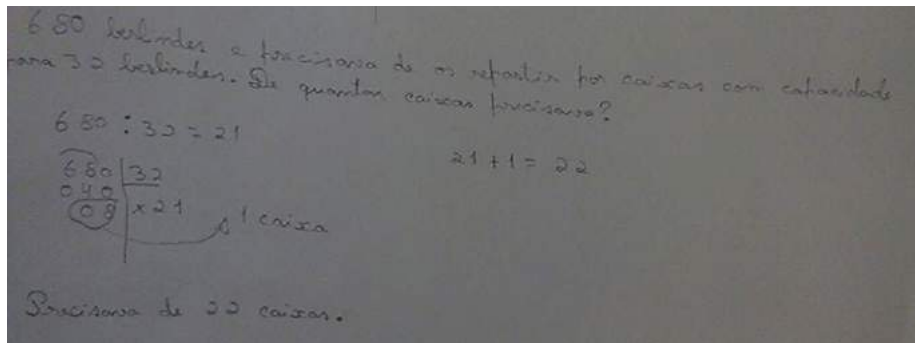 680 berlindes e precisava de os repartir por caixas com capacidade
para 32 berlindes. De quantas caixas precisava?
680 : 32 = 21
21 + 1 = 22
680 | 32
040
08 | x 21
1 caixa
Precisava de 22 caixas.